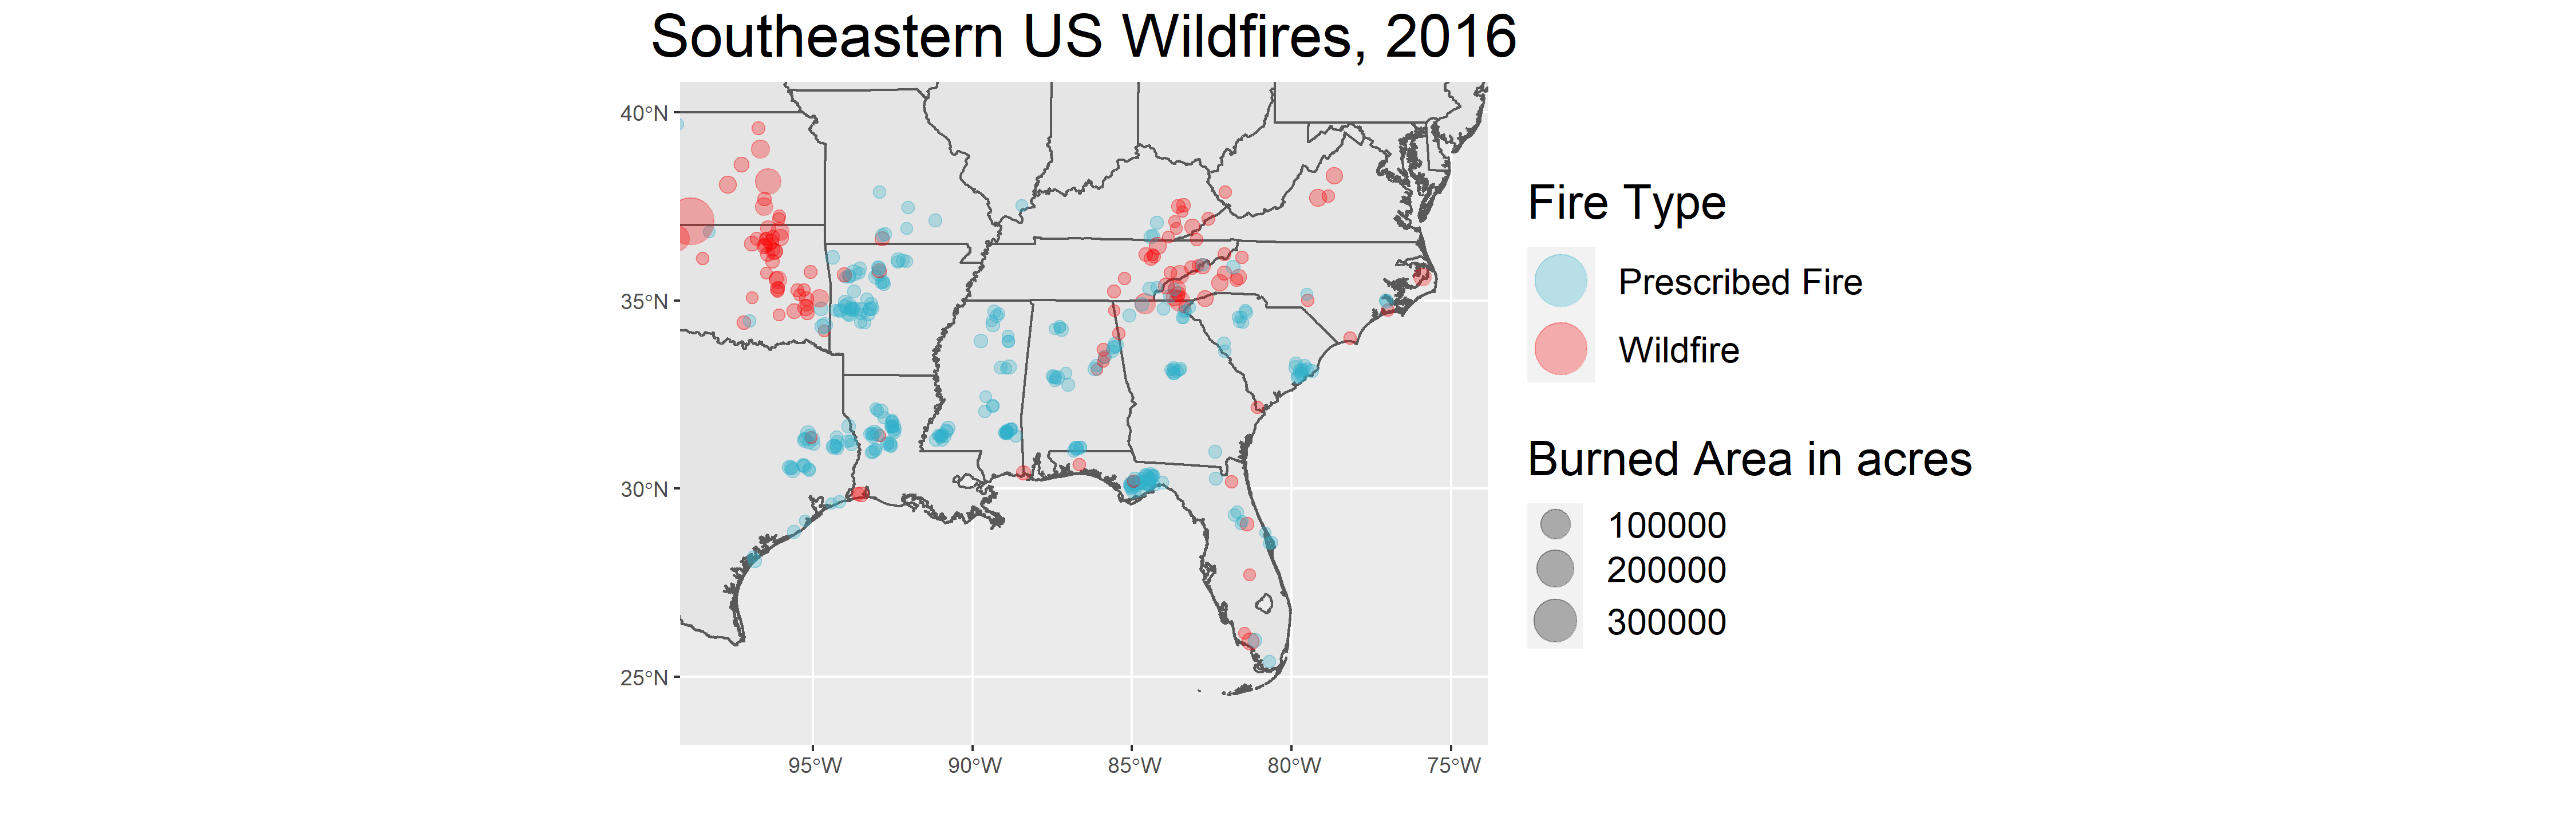 Southeastern US Wildfires, 2016
40°N
35°N
30°N
25°N
95°W
90°W
85°W
80°W
75°W
Fire Type
Prescribed Fire
Wildfire
Burned Area in acres
100000
200000
300000